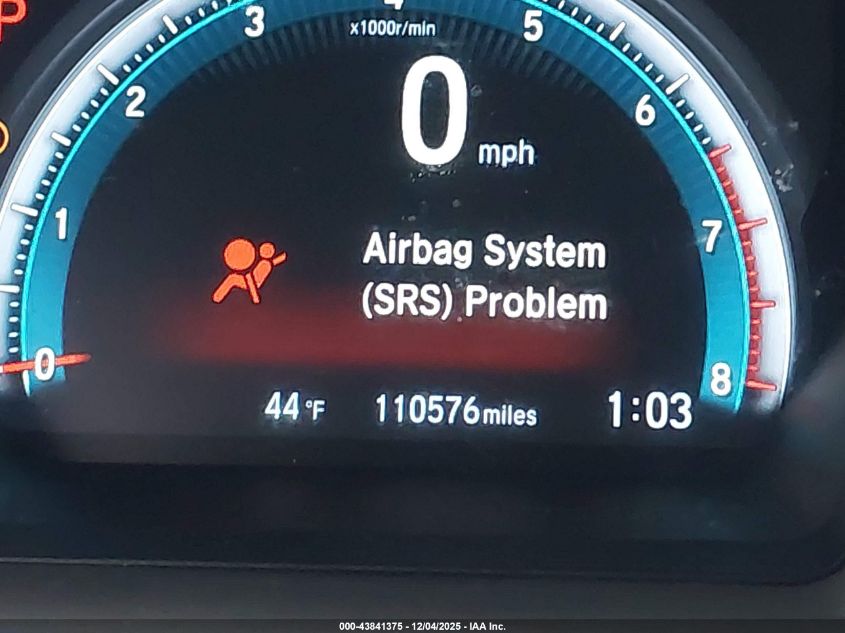 P
3
4
5
x1000r/min
2
0
6
mph
1
Airbag System
7
(SRS) Problem
0
8
44 °F
110576 miles
1:03
000-43841375 - 12/04/2025 - IAA Inc.